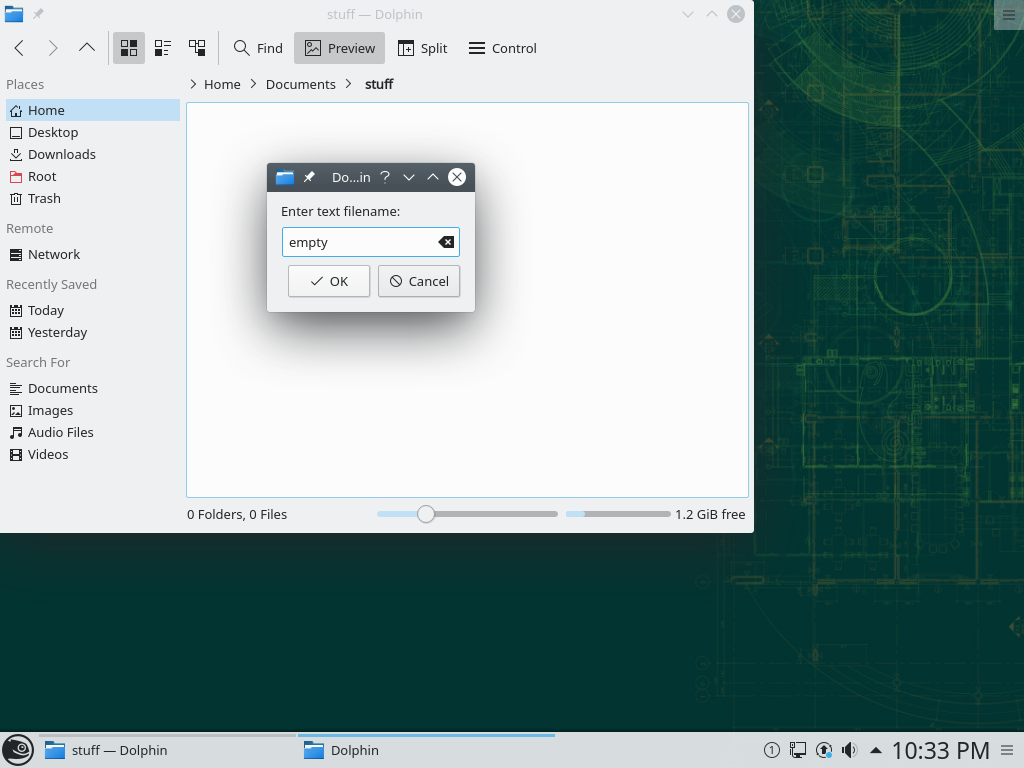 stuff — Dolphin
Find
Preview
Split
Control
Places
Home
Desktop
Downloads
Root
Trash
Remote
Network
Recently Saved
Today
Yesterday
Search For
Documents
Images
Audio Files
Videos
Home
Documents
stuff
Do...in
Enter text filename:
empty
OK
Cancel
0 Folders, 0 Files
1.2 GiB free
stuff — Dolphin
Dolphin
1
10:33 PM